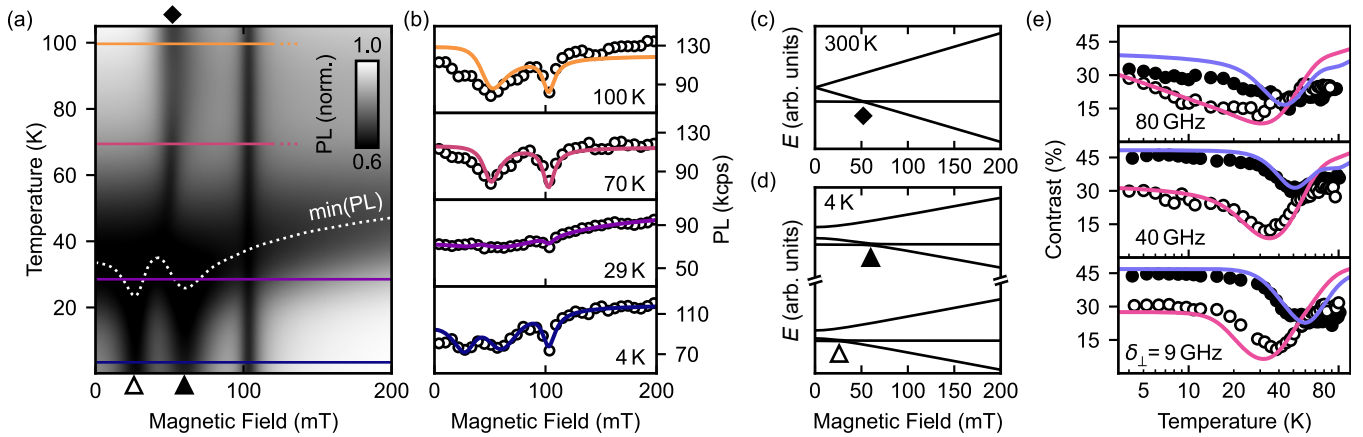 (a)
100
80
60
40
20
Temperature (K)
0
100
200
Magnetic Field (mT)
1.0
PL (norm.)
0.6
min(PL)
(b)
100 K
70 K
29 K
4 K
130
90
130
90
90
50
110
70
PL (kcps)
0
100
200
Magnetic Field (mT)
(c)
300 K
E (arb. units)
0
50
100
150
200
(d)
4 K
E (arb. units)
0
50
100
150
200
Magnetic Field (mT)
(e)
45
30
15
80 GHz
45
30
15
40 GHz
45
30
15
δ⊥= 9 GHz
Contrast (%)
4
10
20
40
100
Temperature (K)